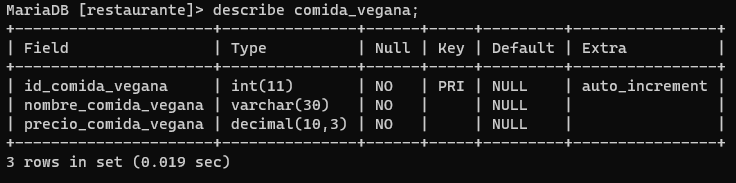 MariaDB [restaurante]> describe comida_vegana;
+----------------------+---------------+------+-----+---------+----------------+
| Field                | Type          | Null | Key | Default | Extra          |
+----------------------+---------------+------+-----+---------+----------------+
| id_comida_vegana     | int(11)       | NO   | PRI | NULL    | auto_increment |
| nombre_comida_vegana | varchar(30)   | NO   |     | NULL    |                |
| precio_comida_vegana | decimal(10,3) | NO   |     | NULL    |                |
+----------------------+---------------+------+-----+---------+----------------+
3 rows in set (0.019 sec)